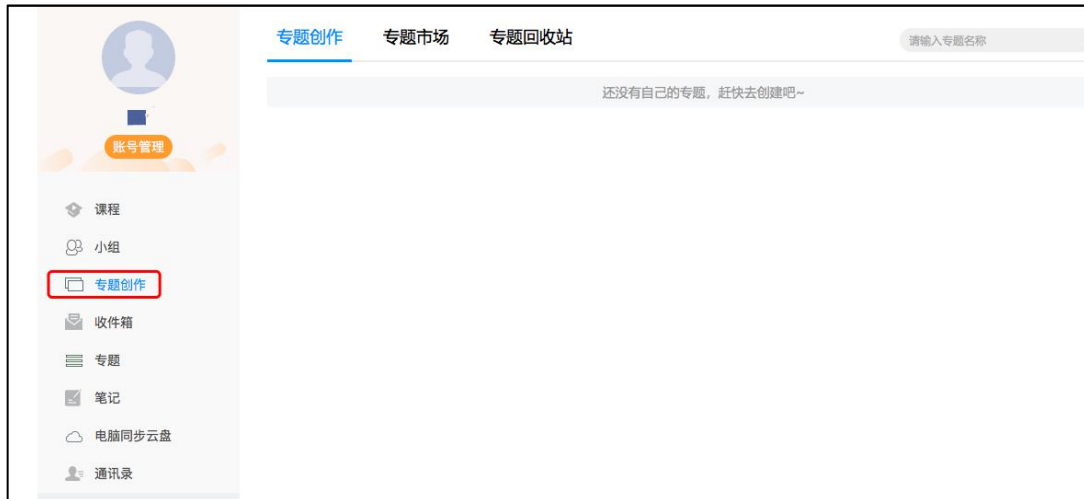 专题创作 专题市场 专题回收站 请输入专题名称
还没有自己的专题，赶快去创建吧~
账号管理
课程
小组
专题创作
收件箱
专题
笔记
电脑同步云盘
通讯录